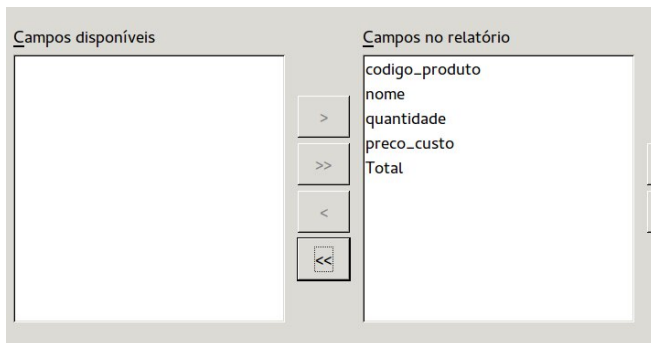 Campos disponíveis
Campos no relatório
codigo_produto
nome
quantidade
preco_custo
Total
>
>>
<
<<